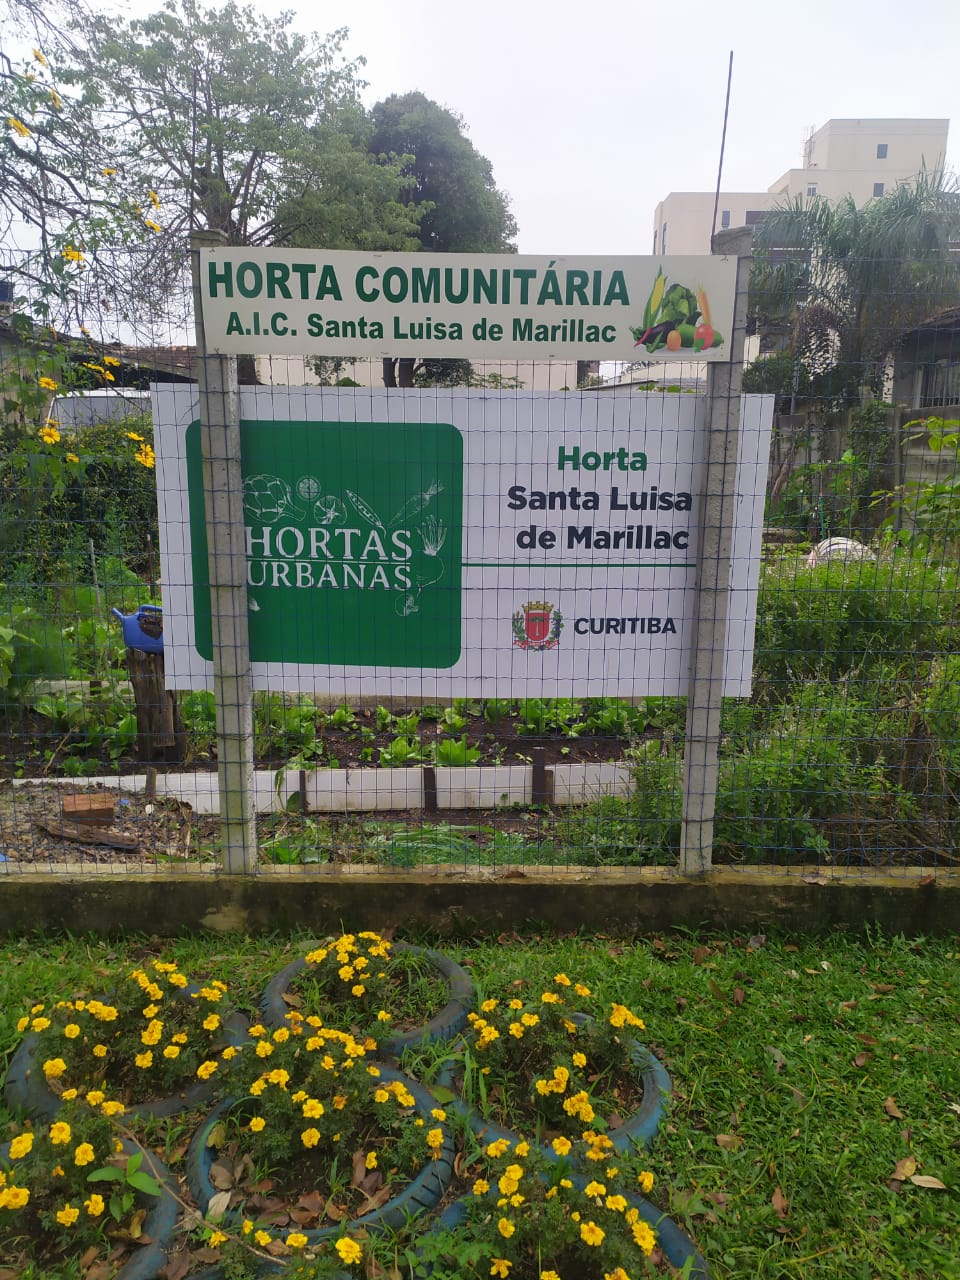 HORTA COMUNITÁRIA
A.I.C. Santa Luisa de Marillac
HORTAS
URBANAS
Horta
Santa Luisa
de Marillac
CURITIBA